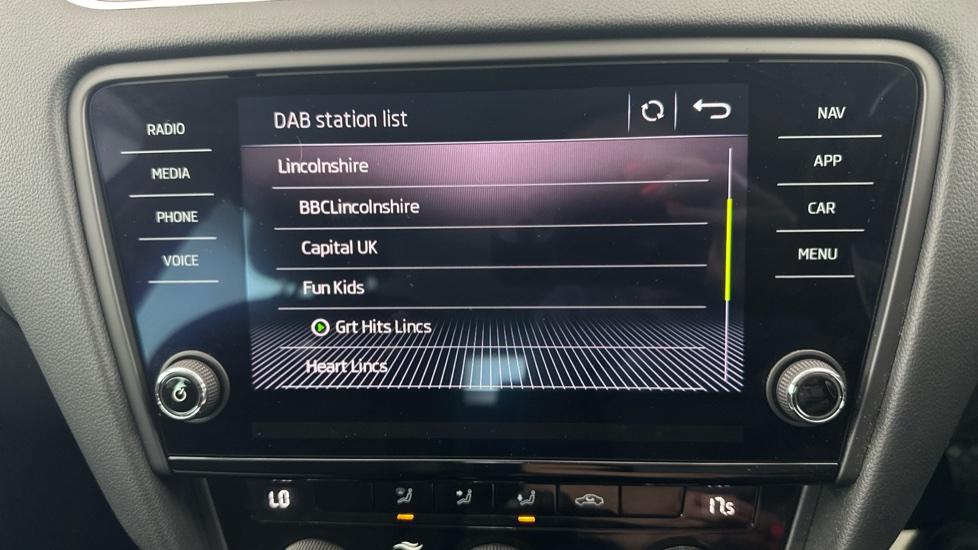 DAB station list
RADIO
MEDIA
PHONE
VOICE
Lincolnshire
BBCLincolnshire
Capital UK
Fun Kids
Grt Hits Lincs
Heart Lincs
NAV
APP
CAR
MENU
LO
17s